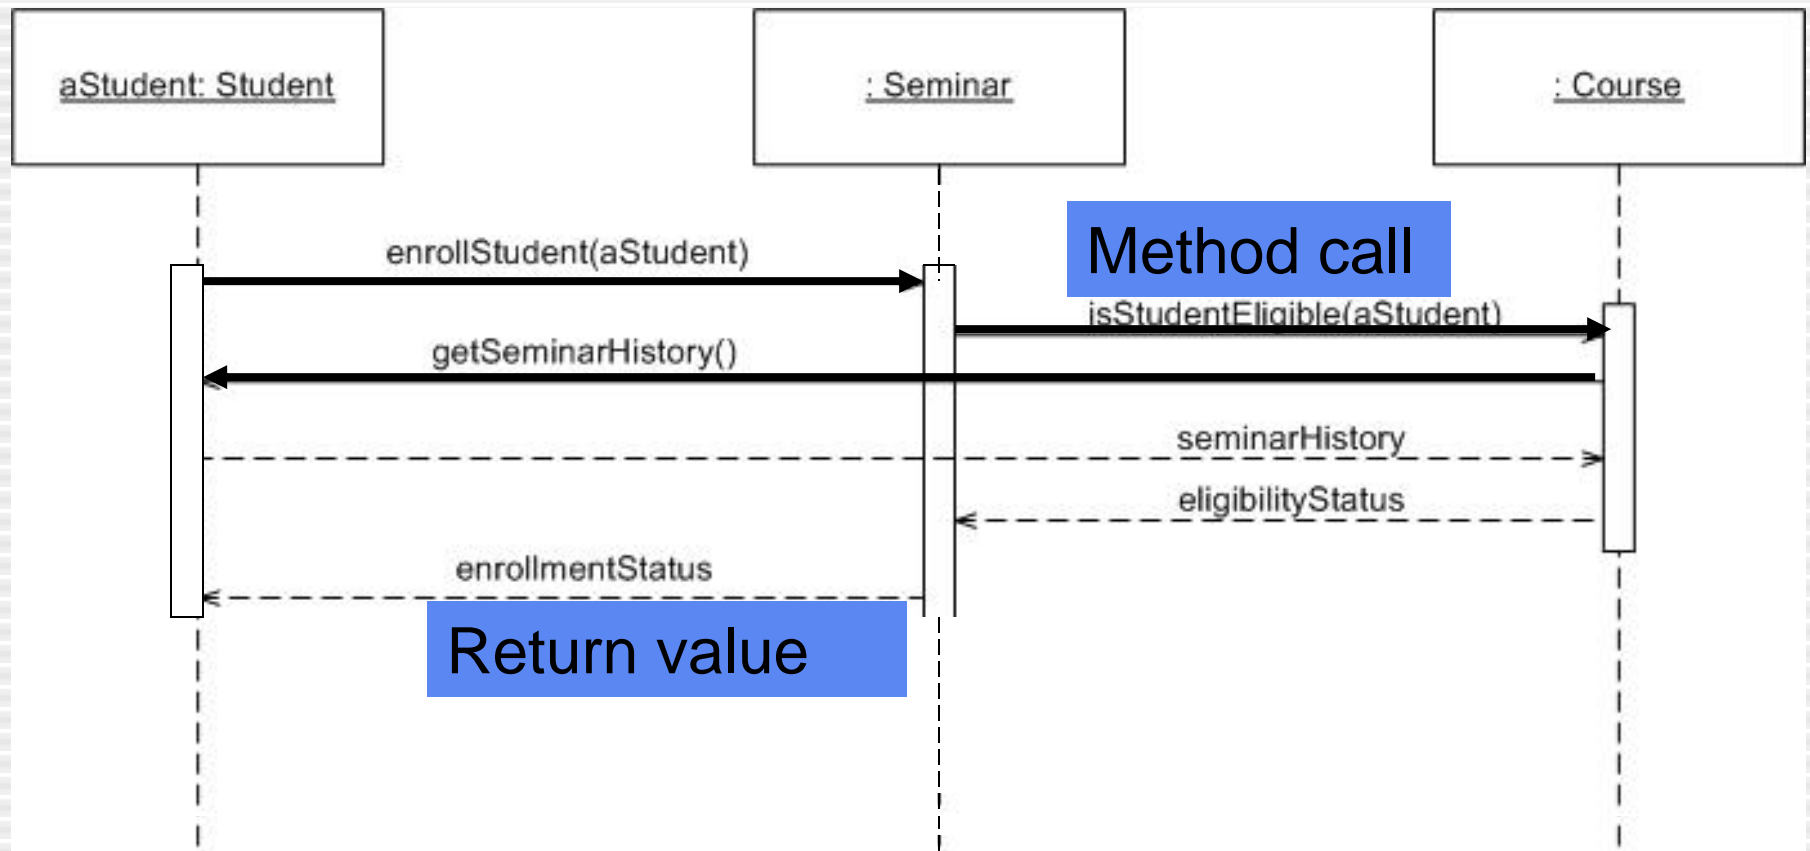 aStudent: Student
: Seminar
: Course
enrollStudent(aStudent)
Method call
isStudentEligible(aStudent)
getSeminarHistory()
seminarHistory
eligibilityStatus
enrollmentStatus
Return value